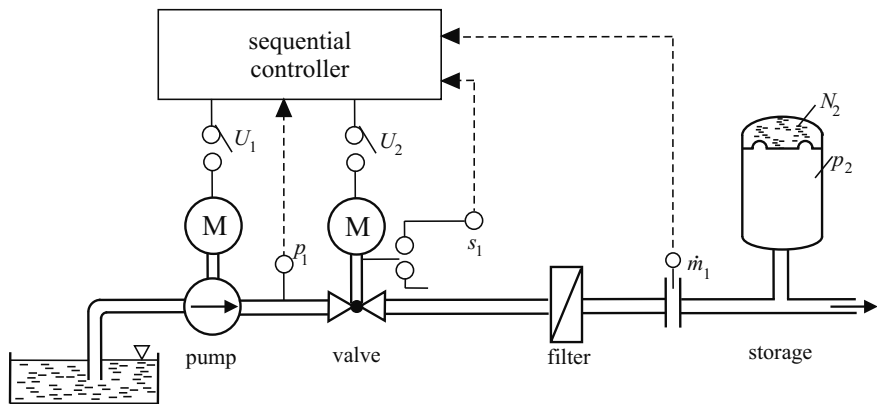 sequential
controller
U1
U2
N2
p2
M
M
p1
s1
ṁ1
pump
valve
filter
storage